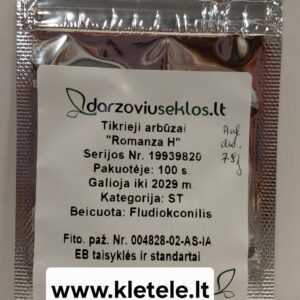 darzoviuseklos.lt
Tikrieji arbūzai
"Romanza H"
Serijos Nr. 19939820
Pakuotėje: 100 s
Galioja iki 2029 m.
Kategorija: ST
Beicuota: Fludiokconilis
Fito. paž. Nr. 004828-02-AS-IA
EB taisyklės ir standartai
www.kletele.lt